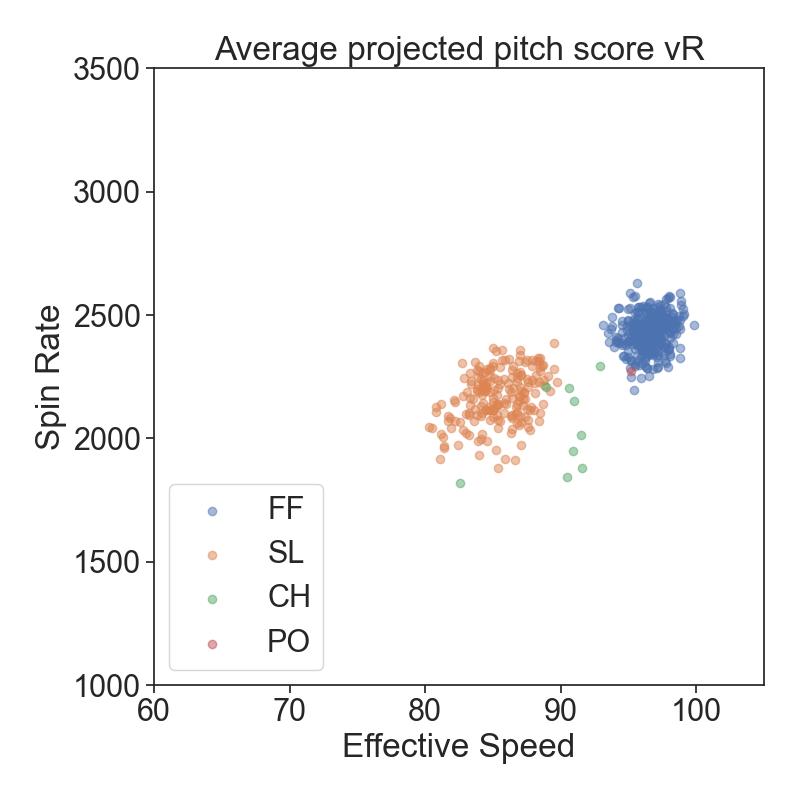 Average projected pitch score vR
3500
3000
2500
2000
1500
1000
Spin Rate
FF
SL
CH
PO
60 70 80 90 100
Effective Speed